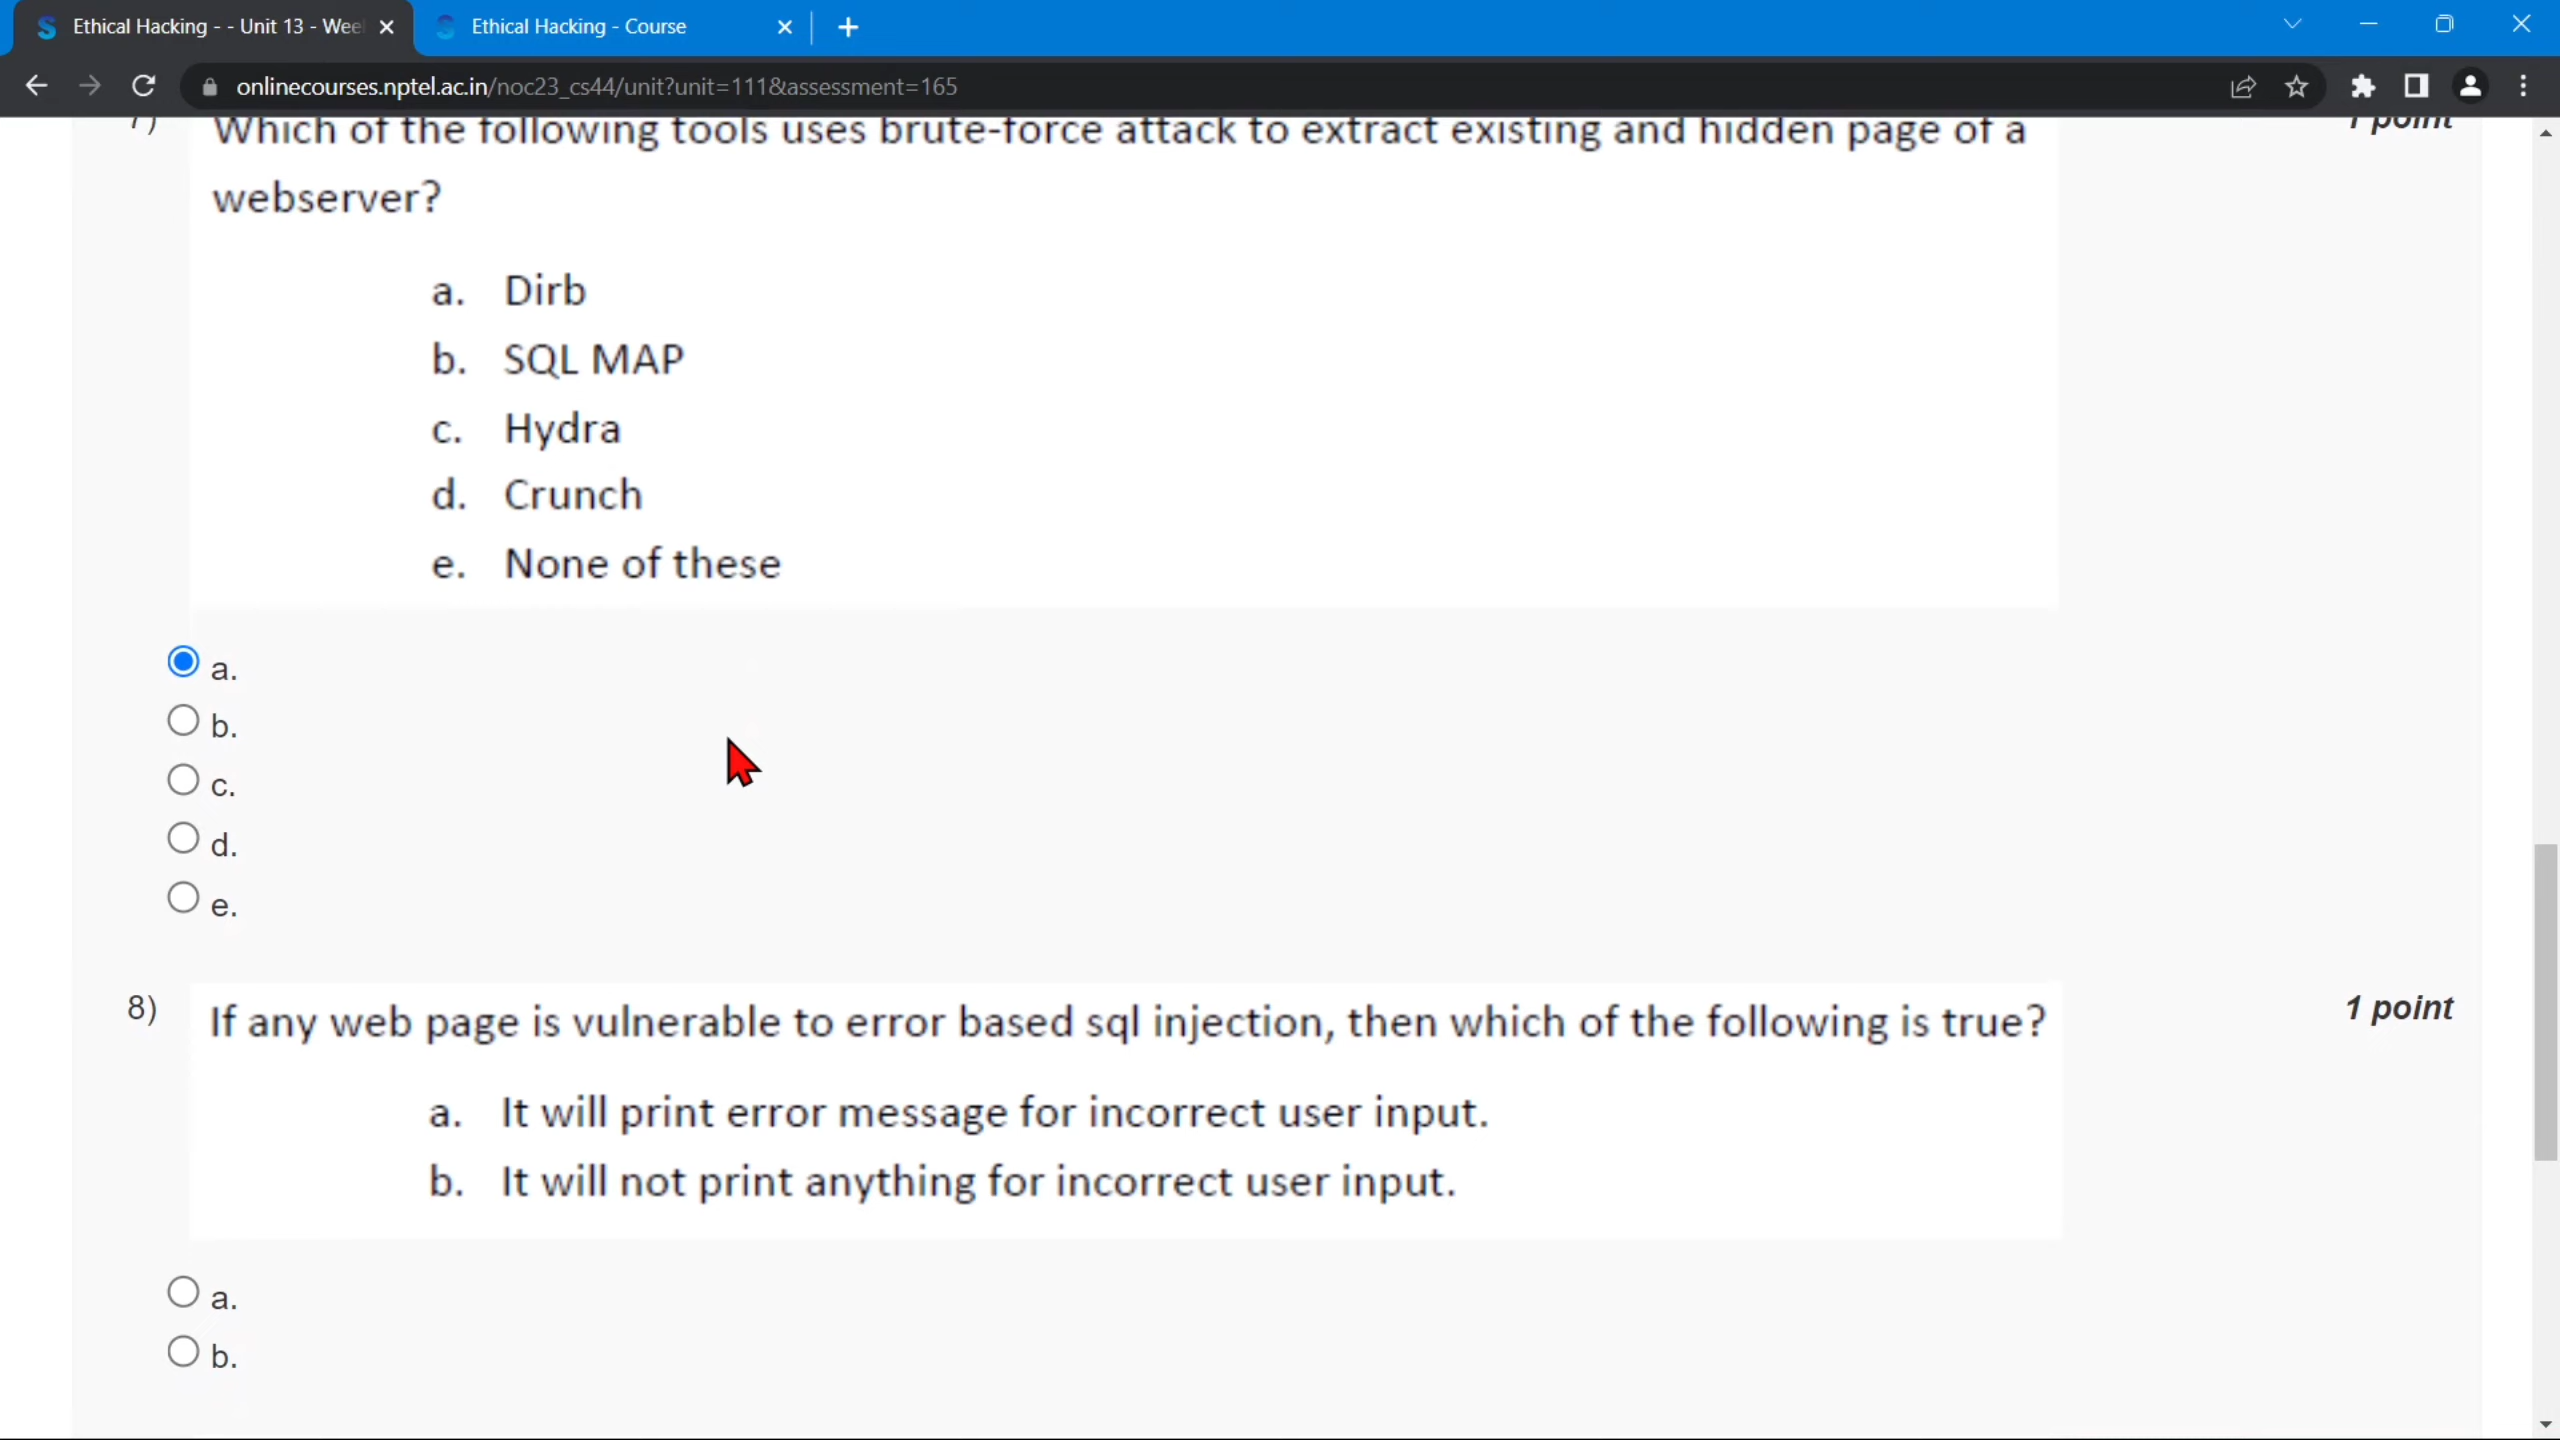 Ethical Hacking - - Unit 13 - Wee
Ethical Hacking - Course
onlinecourses.nptel.ac.in/noc23_cs44/unit?unit=111&assessment=165
7) Which of the following tools uses brute-force attack to extract existing and hidden page of a 1 point
webserver?
a. Dirb
b. SQL MAP
c. Hydra
d. Crunch
e. None of these
a.
b.
c.
d.
e.
8) If any web page is vulnerable to error based sql injection, then which of the following is true? 1 point
a. It will print error message for incorrect user input.
b. It will not print anything for incorrect user input.
a.
b.